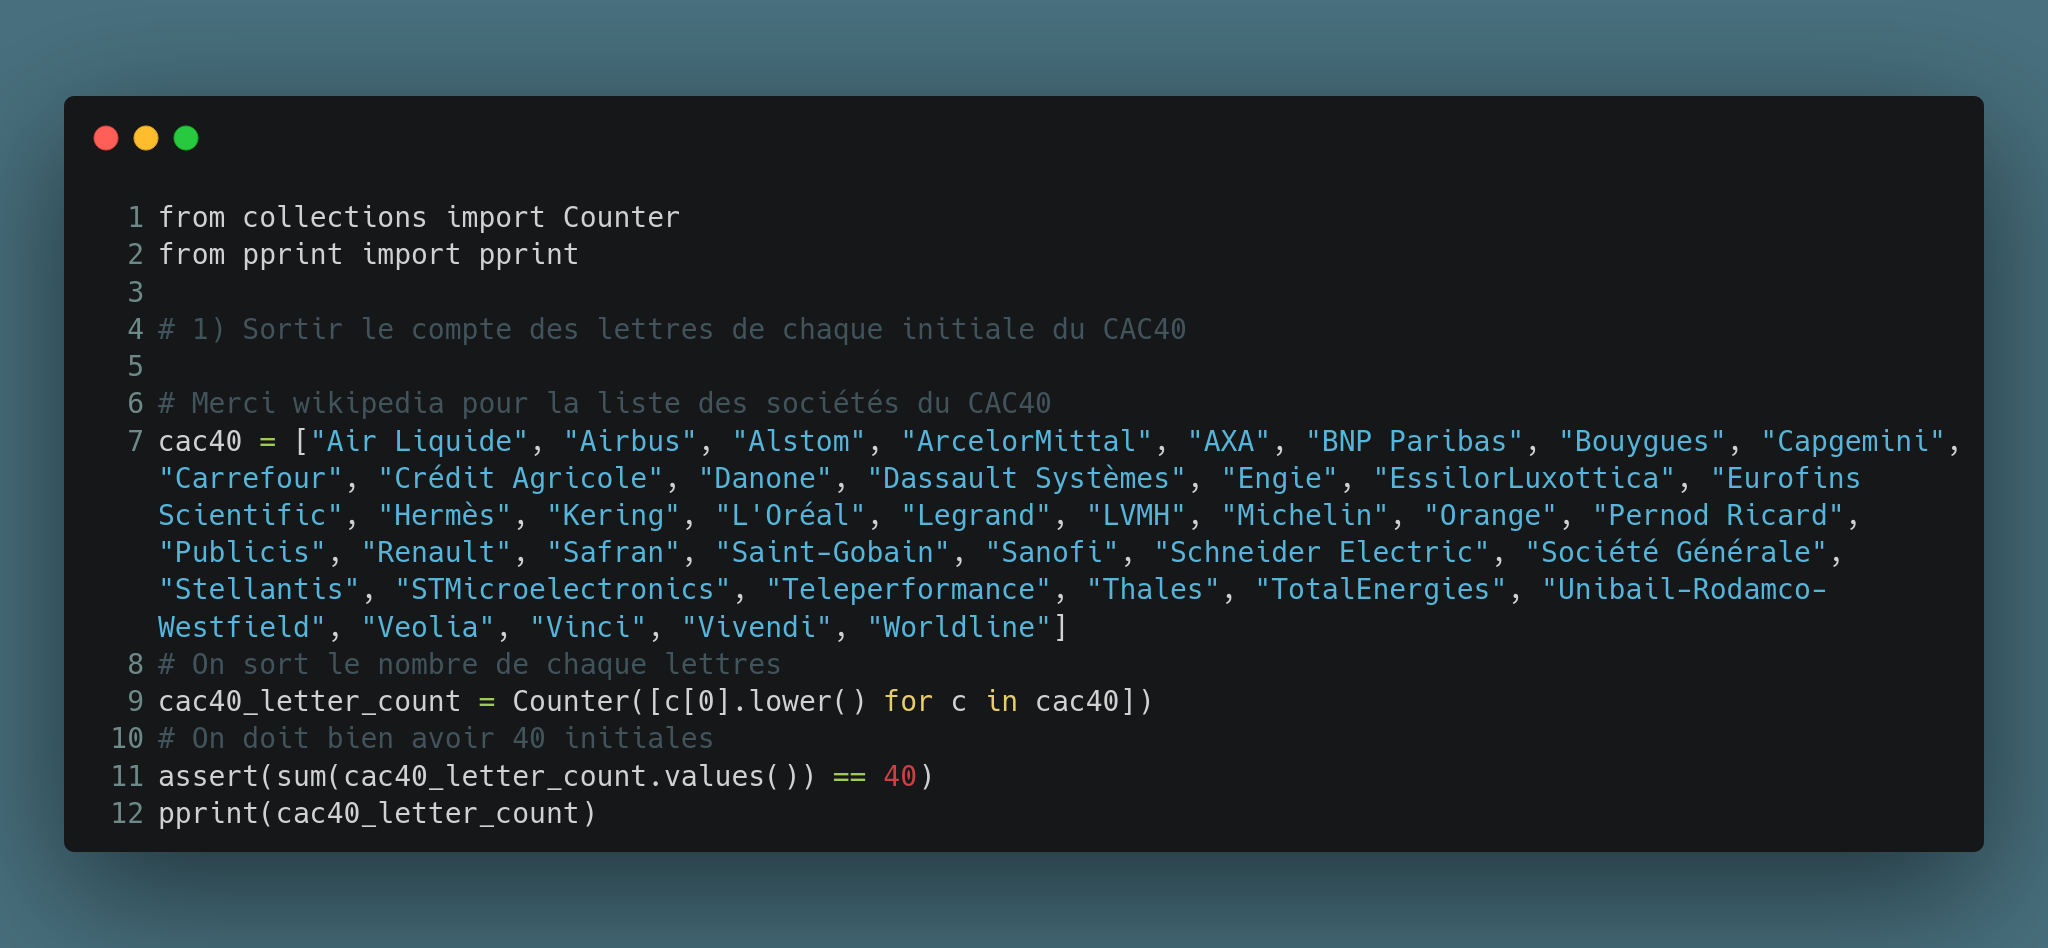 1 from collections import Counter
2 from pprint import pprint
3
4 # 1) Sortir le compte des lettres de chaque initiale du CAC40
5
6 # Merci wikipedia pour la liste des sociétés du CAC40
7 cac40 = ["Air Liquide", "Airbus", "Alstom", "ArcelorMittal", "AXA", "BNP Paribas", "Bouygues", "Capgemini",
"Carrefour", "Crédit Agricole", "Danone", "Dassault Systèmes", "Engie", "EssilorLuxottica", "Eurofins
Scientific", "Hermès", "Kering", "L'Oréal", "Legrand", "LVMH", "Michelin", "Orange", "Pernod Ricard",
"Publicis", "Renault", "Safran", "Saint-Gobain", "Sanofi", "Schneider Electric", "Société Générale",
"Stellantis", "STMicroelectronics", "Teleperformance", "Thales", "TotalEnergies", "Unibail-Rodamco-
Westfield", "Veolia", "Vinci", "Vivendi", "Worldline"]
8 # On sort le nombre de chaque lettres
9 cac40_letter_count = Counter([c[0].lower() for c in cac40])
10 # On doit bien avoir 40 initiales
11 assert(sum(cac40_letter_count.values()) == 40)
12 pprint(cac40_letter_count)